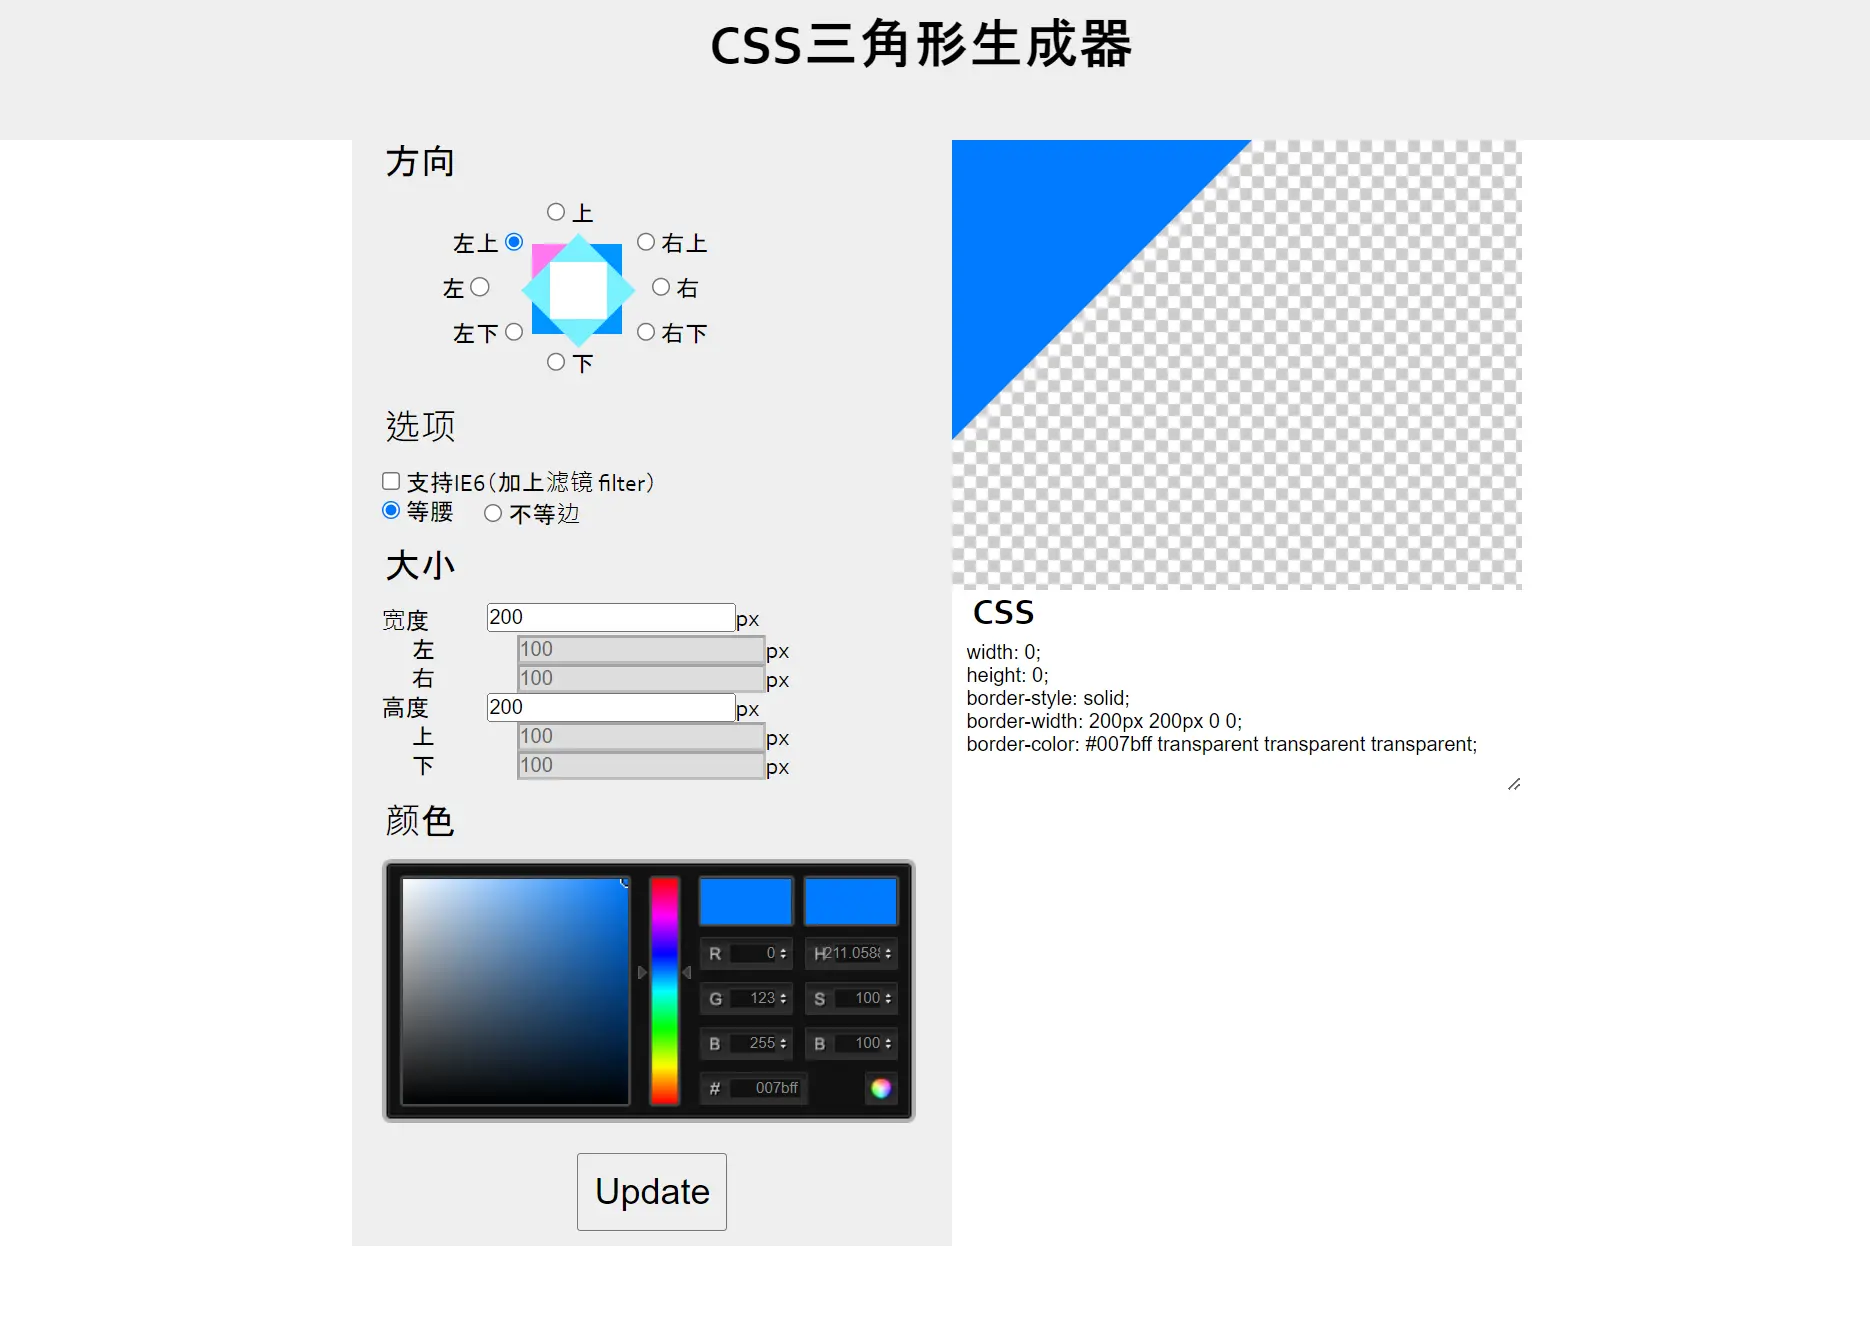 CSS三角形生成器
方向
上
左上
右上
左
右
左下
右下
下
选项
支持IE6（加上滤镜 filter）
等腰 不等边
大小
宽度 200 px
左 100 px
右 100 px
高度 200 px
上 100 px
下 100 px
颜色
R 0 H 211.058
G 123 S 100
B 255 B 100
# 007bff
Update
CSS
width: 0;
height: 0;
border-style: solid;
border-width: 200px 200px 0 0;
border-color: #007bff transparent transparent transparent;